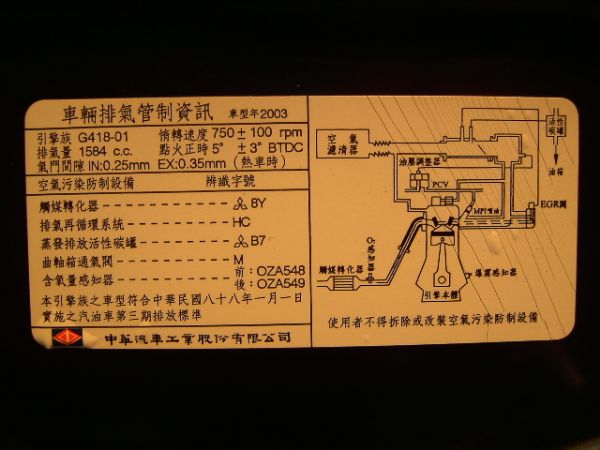 車輛排氣管制資訊 車型年2003
引擎族 G418-01 惰轉速度 750±100 rpm
排氣量 1584 c.c. 點火正時 5° ±3° BTDC
氣門間隙 IN:0.25mm EX:0.35mm (熱車時)
空氣污染防制設備 辨識字號
觸媒轉化器 8Y
排氣再循環系統 HC
蒸發排放活性碳罐 B7
曲軸箱通氣閥 M
含氧量感知器 前:OZA548
後:OZA549
本引擎族之車型符合中華民國八十八年一月一日
實施之汽油車第三期排放標準
中華汽車工業股份有限公司
活性
碳罐
空氣
濾清器
油壓調整器
油箱
PCV
MPI噴油
EGR閥
O₂
感知器
觸媒轉化器
爆震感知器
引擎本體
使用者不得拆除或改裝空氣污染防制設備